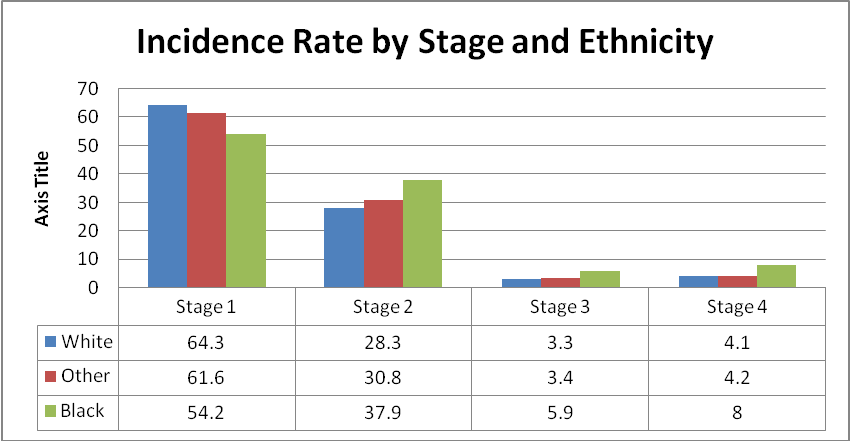 Incidence Rate by Stage and Ethnicity
Axis Title
70
60
50
40
30
20
10
0
Stage 1 Stage 2 Stage 3 Stage 4
White 64.3 28.3 3.3 4.1
Other 61.6 30.8 3.4 4.2
Black 54.2 37.9 5.9 8